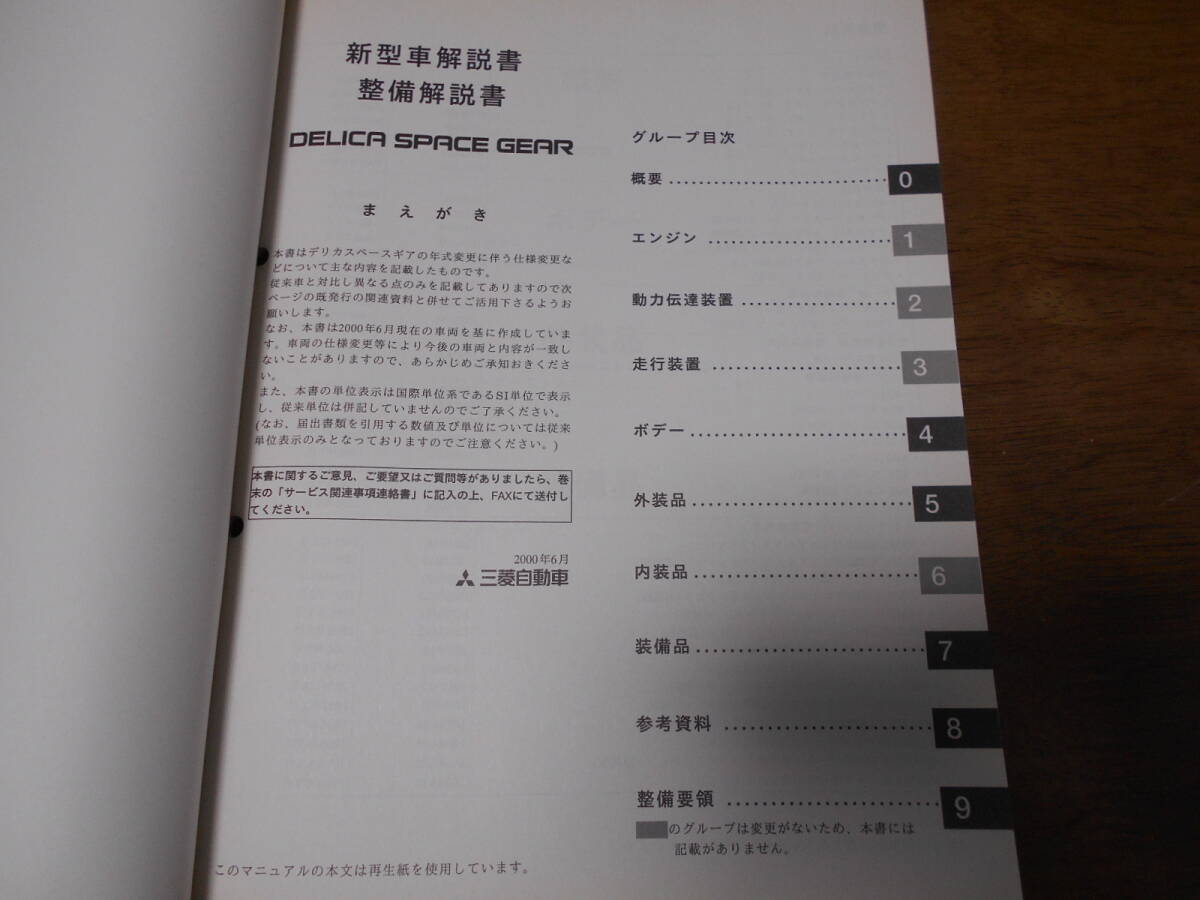 新型車解説書
整備解説書
DELICA SPACE GEAR
まえがき
本書はデリカスペースギアの年式変更に伴う仕様変更な
どについて主な内容を記載したものです。
従来車と対比し異なる点のみを記載してありますので次
ページの既発行の関連資料と併せてご活用下さるようお
願いします。
なお、本書は2000年6月現在の車両を基に作成していま
す。車両の仕様変更等により今後の車両と内容が一致し
ないことがありますので、あらかじめご承知おきくださ
い。
また、本書の単位表示は国際単位系であるSI単位で表示
し、従来単位は併記していませんのでご了承ください。
(なお、届出書類を引用する数値及び単位については従来
単位表示のみとなっておりますのでご注意ください。)
本書に関するご意見、ご要望又はご質問等がありましたら、巻
末の「サービス関連事項連絡書」に記入の上、FAXにて送付し
てください。
2000年6月
三菱自動車
このマニュアルの本文は再生紙を使用しています。
グループ目次
概要 ............................. 0
エンジン ......................... 1
動力伝達装置 ..................... 2
走行装置 ......................... 3
ボデー ........................... 4
外装品 ........................... 5
内装品 ........................... 6
装備品 ........................... 7
参考資料 ......................... 8
整備要領 ......................... 9
のグループは変更がないため、本書には
記載がありません。